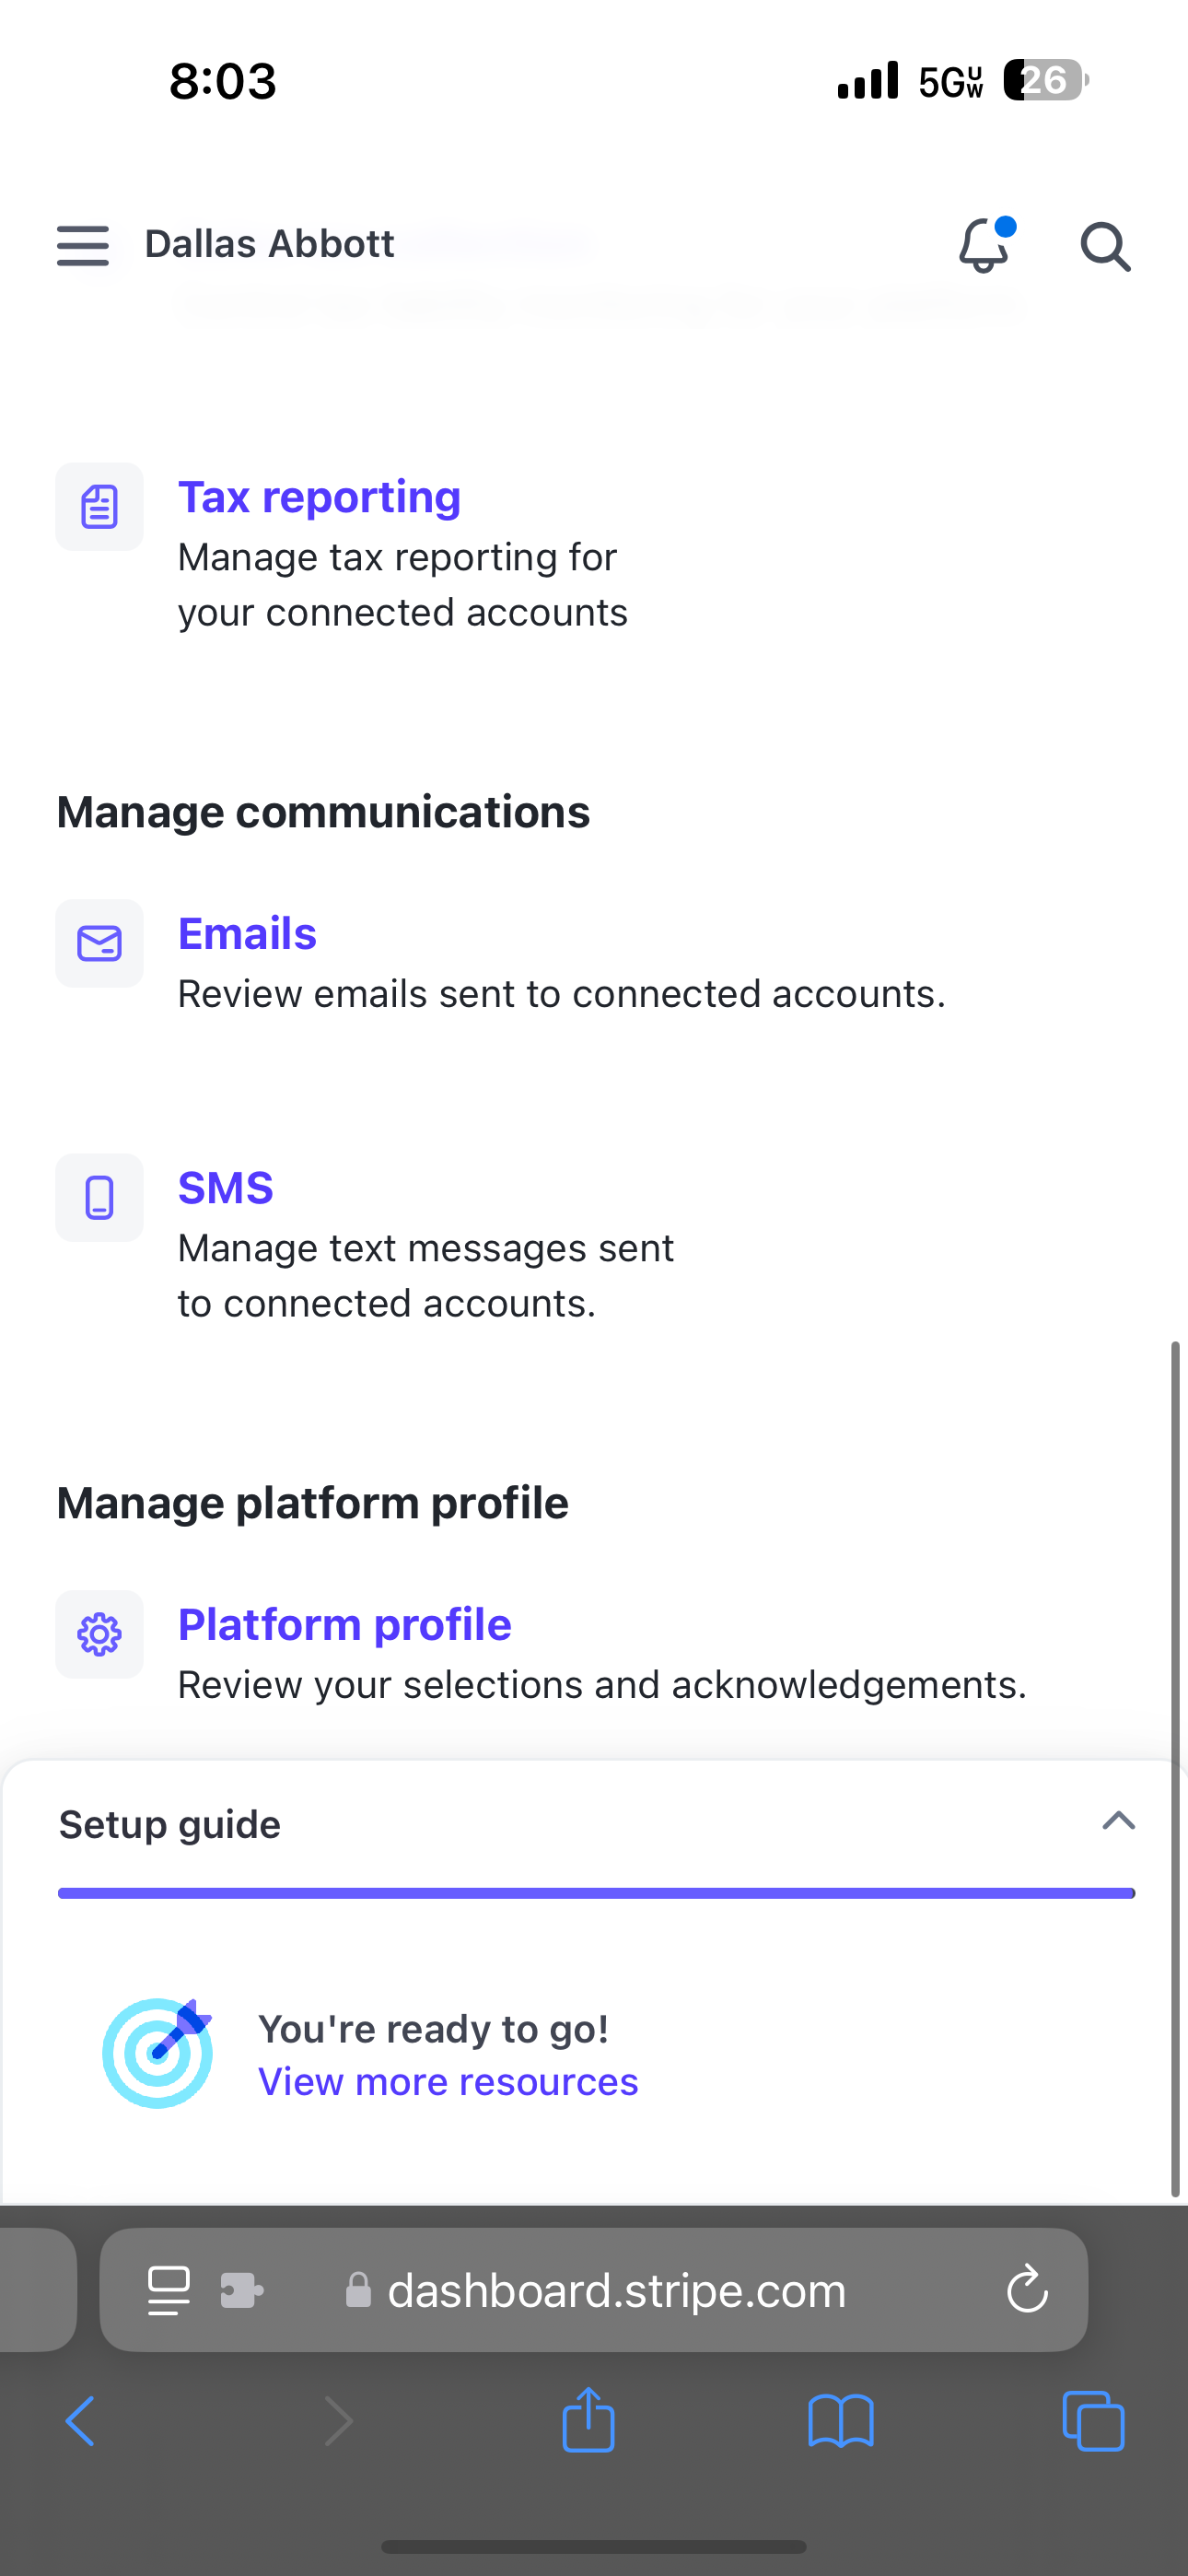 8:03
5G UW
26
Dallas Abbott
Tax reporting
Manage tax reporting for
your connected accounts
Manage communications
Emails
Review emails sent to connected accounts.
SMS
Manage text messages sent
to connected accounts.
Manage platform profile
Platform profile
Review your selections and acknowledgements.
Setup guide
You're ready to go!
View more resources
dashboard.stripe.com